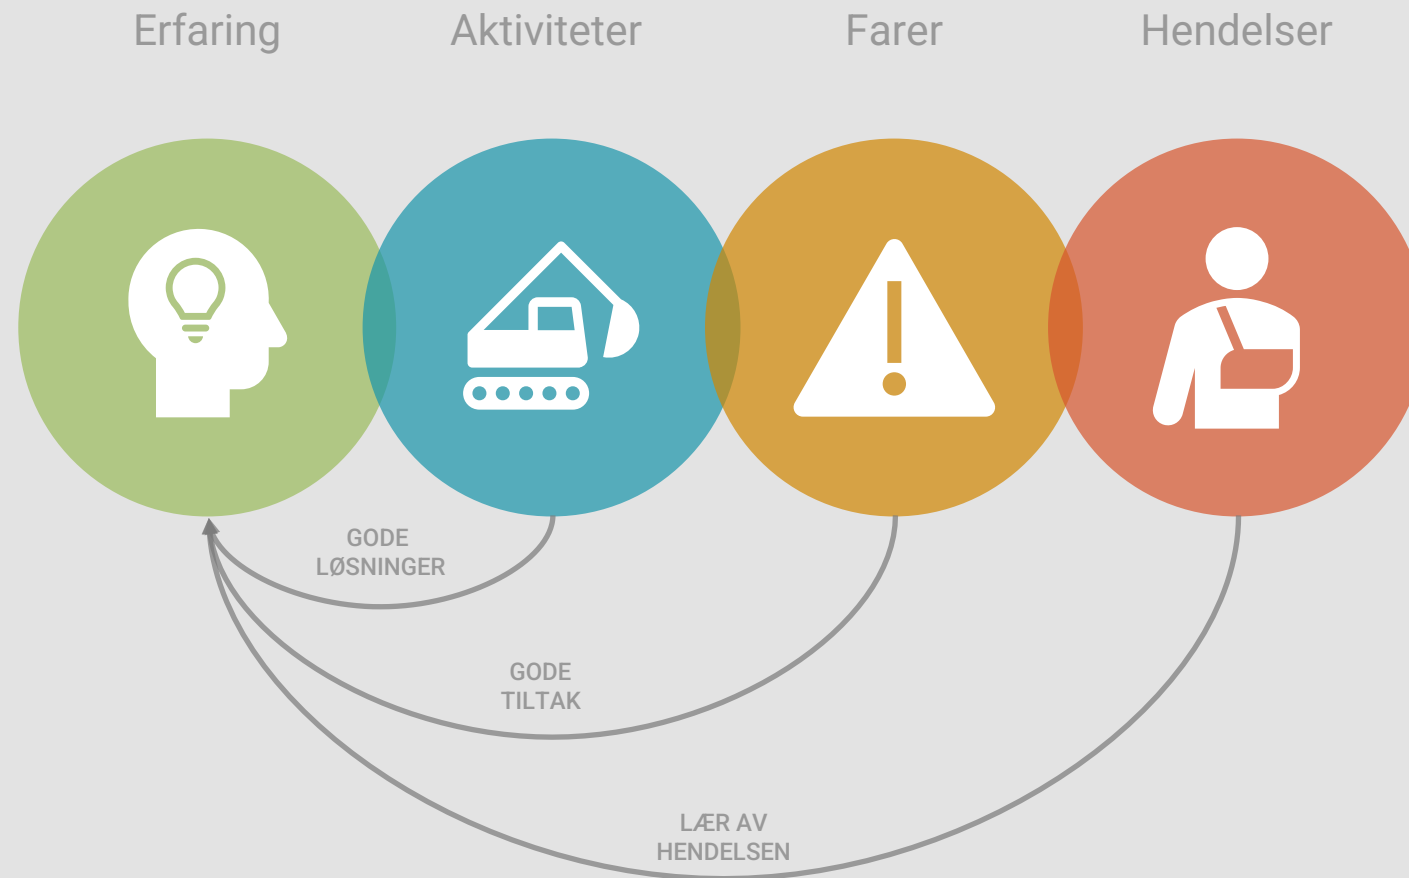 Erfaring
Aktiviteter
Farer
Hendelser
GODE
LØSNINGER
GODE
TILTAK
LÆR AV
HENDELSEN